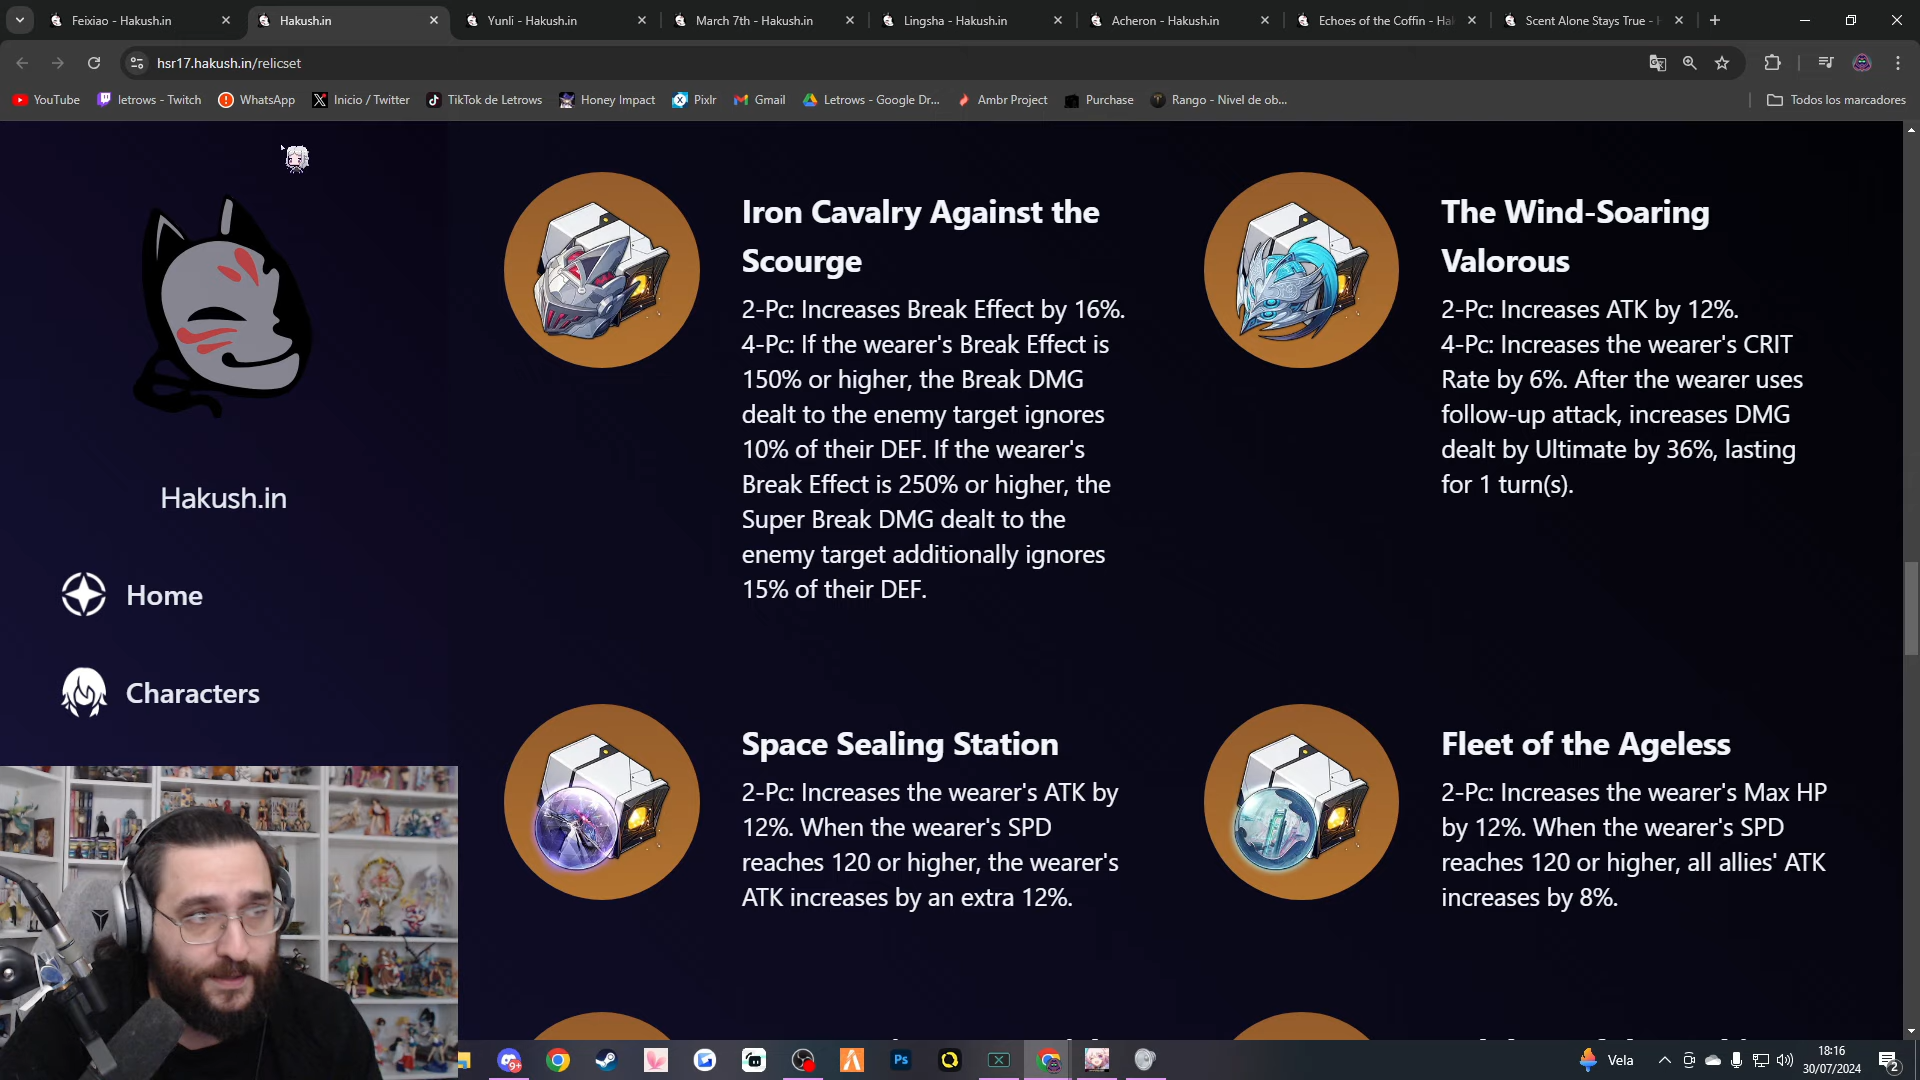 Feixiao - Hakush.in
Hakush.in
Yunli - Hakush.in
March 7th - Hakush.in
Lingsha - Hakush.in
Acheron - Hakush.in
Echoes of the Coffin - Hak
Scent Alone Stays True - H
hsr17.hakush.in/relicset
YouTube
letrows - Twitch
WhatsApp
Inicio / Twitter
TikTok de Letrows
Honey Impact
Pixlr
Gmail
Letrows - Google Dr...
Ambr Project
Purchase
Rango - Nivel de ob...
Todos los marcadores
Hakush.in
Home
Characters
Iron Cavalry Against the
Scourge
2-Pc: Increases Break Effect by 16%.
4-Pc: If the wearer's Break Effect is
150% or higher, the Break DMG
dealt to the enemy target ignores
10% of their DEF. If the wearer's
Break Effect is 250% or higher, the
Super Break DMG dealt to the
enemy target additionally ignores
15% of their DEF.
The Wind-Soaring
Valorous
2-Pc: Increases ATK by 12%.
4-Pc: Increases the wearer's CRIT
Rate by 6%. After the wearer uses
follow-up attack, increases DMG
dealt by Ultimate by 36%, lasting
for 1 turn(s).
Space Sealing Station
2-Pc: Increases the wearer's ATK by
12%. When the wearer's SPD
reaches 120 or higher, the wearer's
ATK increases by an extra 12%.
Fleet of the Ageless
2-Pc: Increases the wearer's Max HP
by 12%. When the wearer's SPD
reaches 120 or higher, all allies' ATK
increases by 8%.
9+
Ps
Vela
18:16
30/07/2024
2